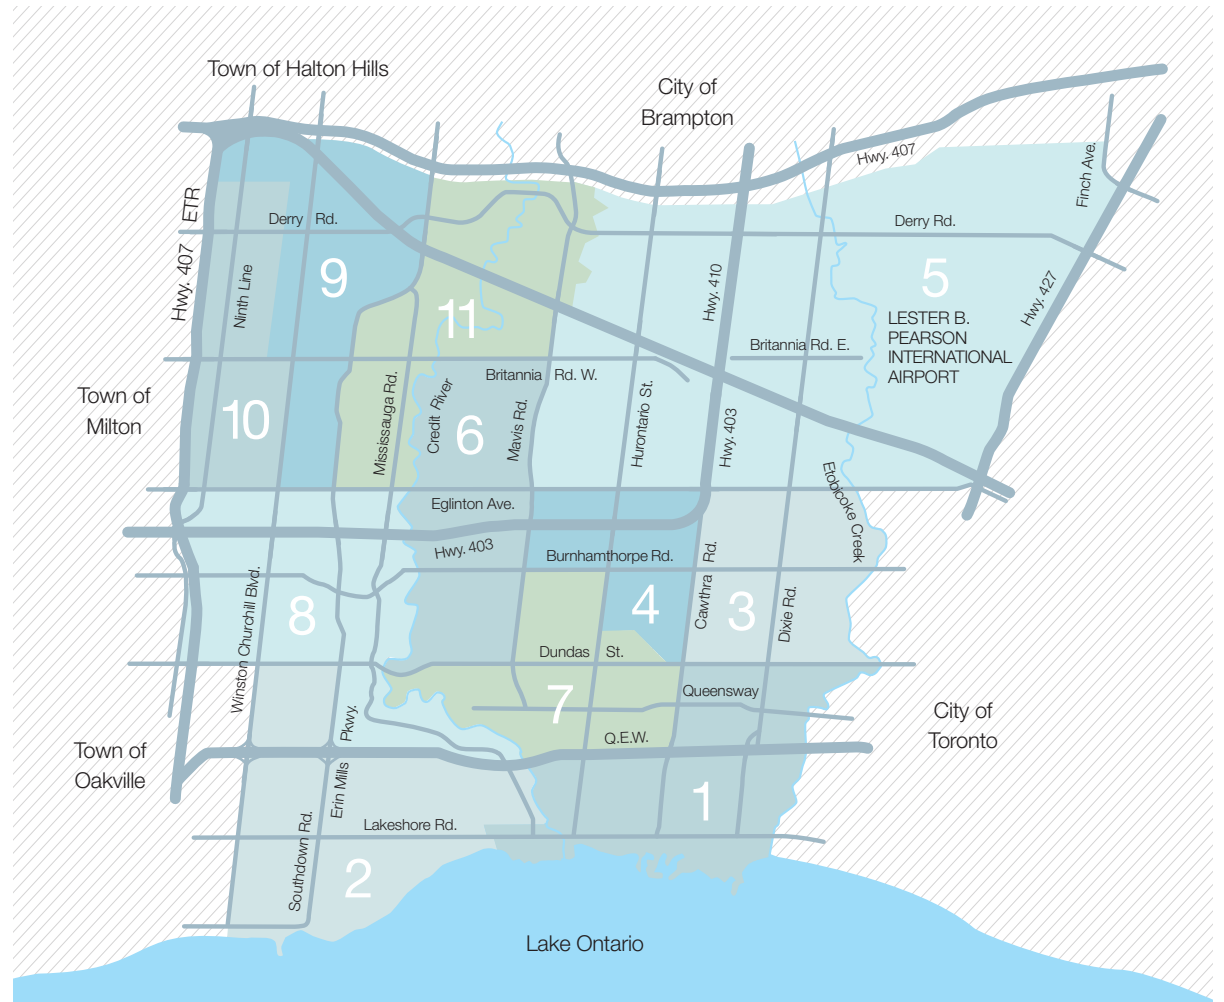 Town of Halton Hills
City of
Brampton
Hwy. 407
Finch Ave.
Hwy. 407 ETR
Derry Rd.
Derry Rd.
9
5
Ninth Line
Hwy. 410
Hwy. 427
11
LESTER B.
PEARSON
INTERNATIONAL
AIRPORT
Britannia Rd. E.
Britannia Rd. W.
Town of
Milton
Mississauga Rd.
Credit River
Mavis Rd.
Hurontario St.
Hwy. 403
10
6
Etobicoke Creek
Eglinton Ave.
Hwy. 403
Burnhamthorpe Rd.
Cawthra Rd.
Winston Churchill Blvd.
8
4
3
Dixie Rd.
Dundas St.
7
Queensway
Q.E.W.
City of
Toronto
Town of
Oakville
Erin Mills Pkwy.
1
Southdown Rd.
Lakeshore Rd.
2
Lake Ontario